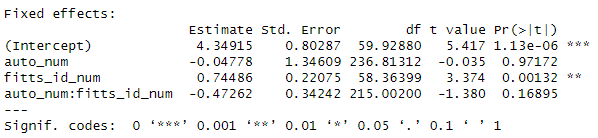 Fixed effects:
Estimate Std. Error df t value Pr(>|t|)
(Intercept) 4.34915 0.80287 59.92880 5.417 1.13e-06 ***
auto_num -0.04778 1.34609 236.81312 -0.035 0.97172
fitts_id_num 0.74486 0.22075 58.36399 3.374 0.00132 **
auto_num:fitts_id_num -0.47262 0.34242 215.00200 -1.380 0.16895
---
Signif. codes: 0 ‘***’ 0.001 ‘**’ 0.01 ‘*’ 0.05 ‘.’ 0.1 ‘ ’ 1